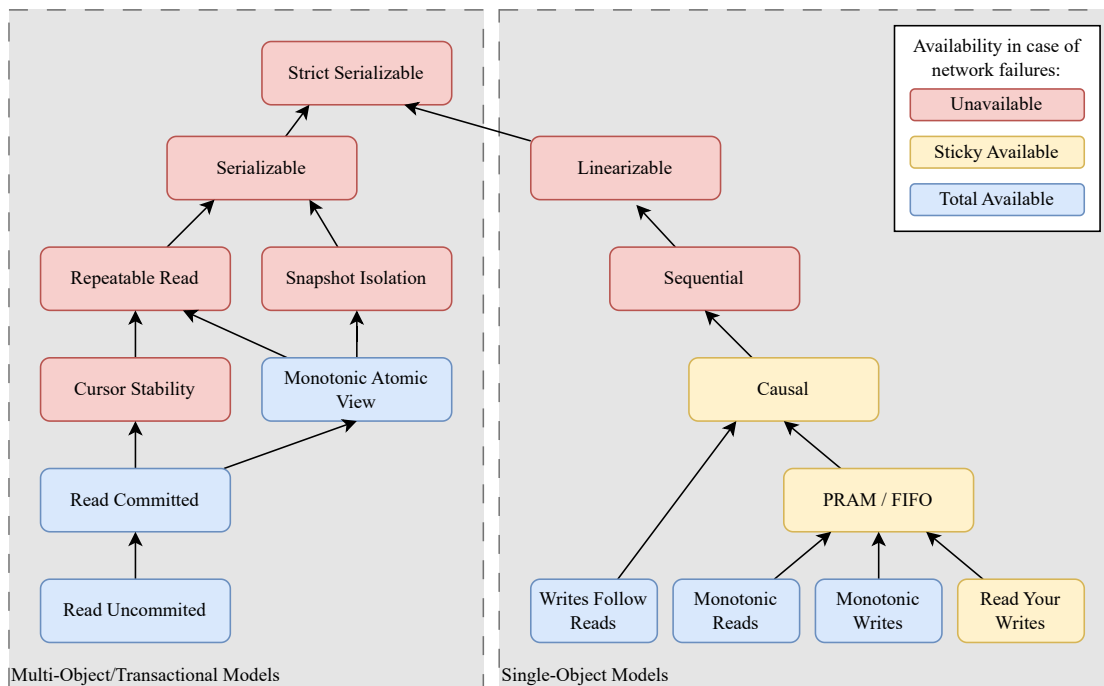 Availability in case of
network failures:
Unavailable
Sticky Available
Total Available
Strict Serializable
Serializable
Linearizable
Repeatable Read
Snapshot Isolation
Sequential
Cursor Stability
Monotonic Atomic
View
Causal
Read Committed
PRAM / FIFO
Read Uncommited
Writes Follow
Reads
Monotonic
Reads
Monotonic
Writes
Read Your
Writes
Multi-Object/Transactional Models
Single-Object Models